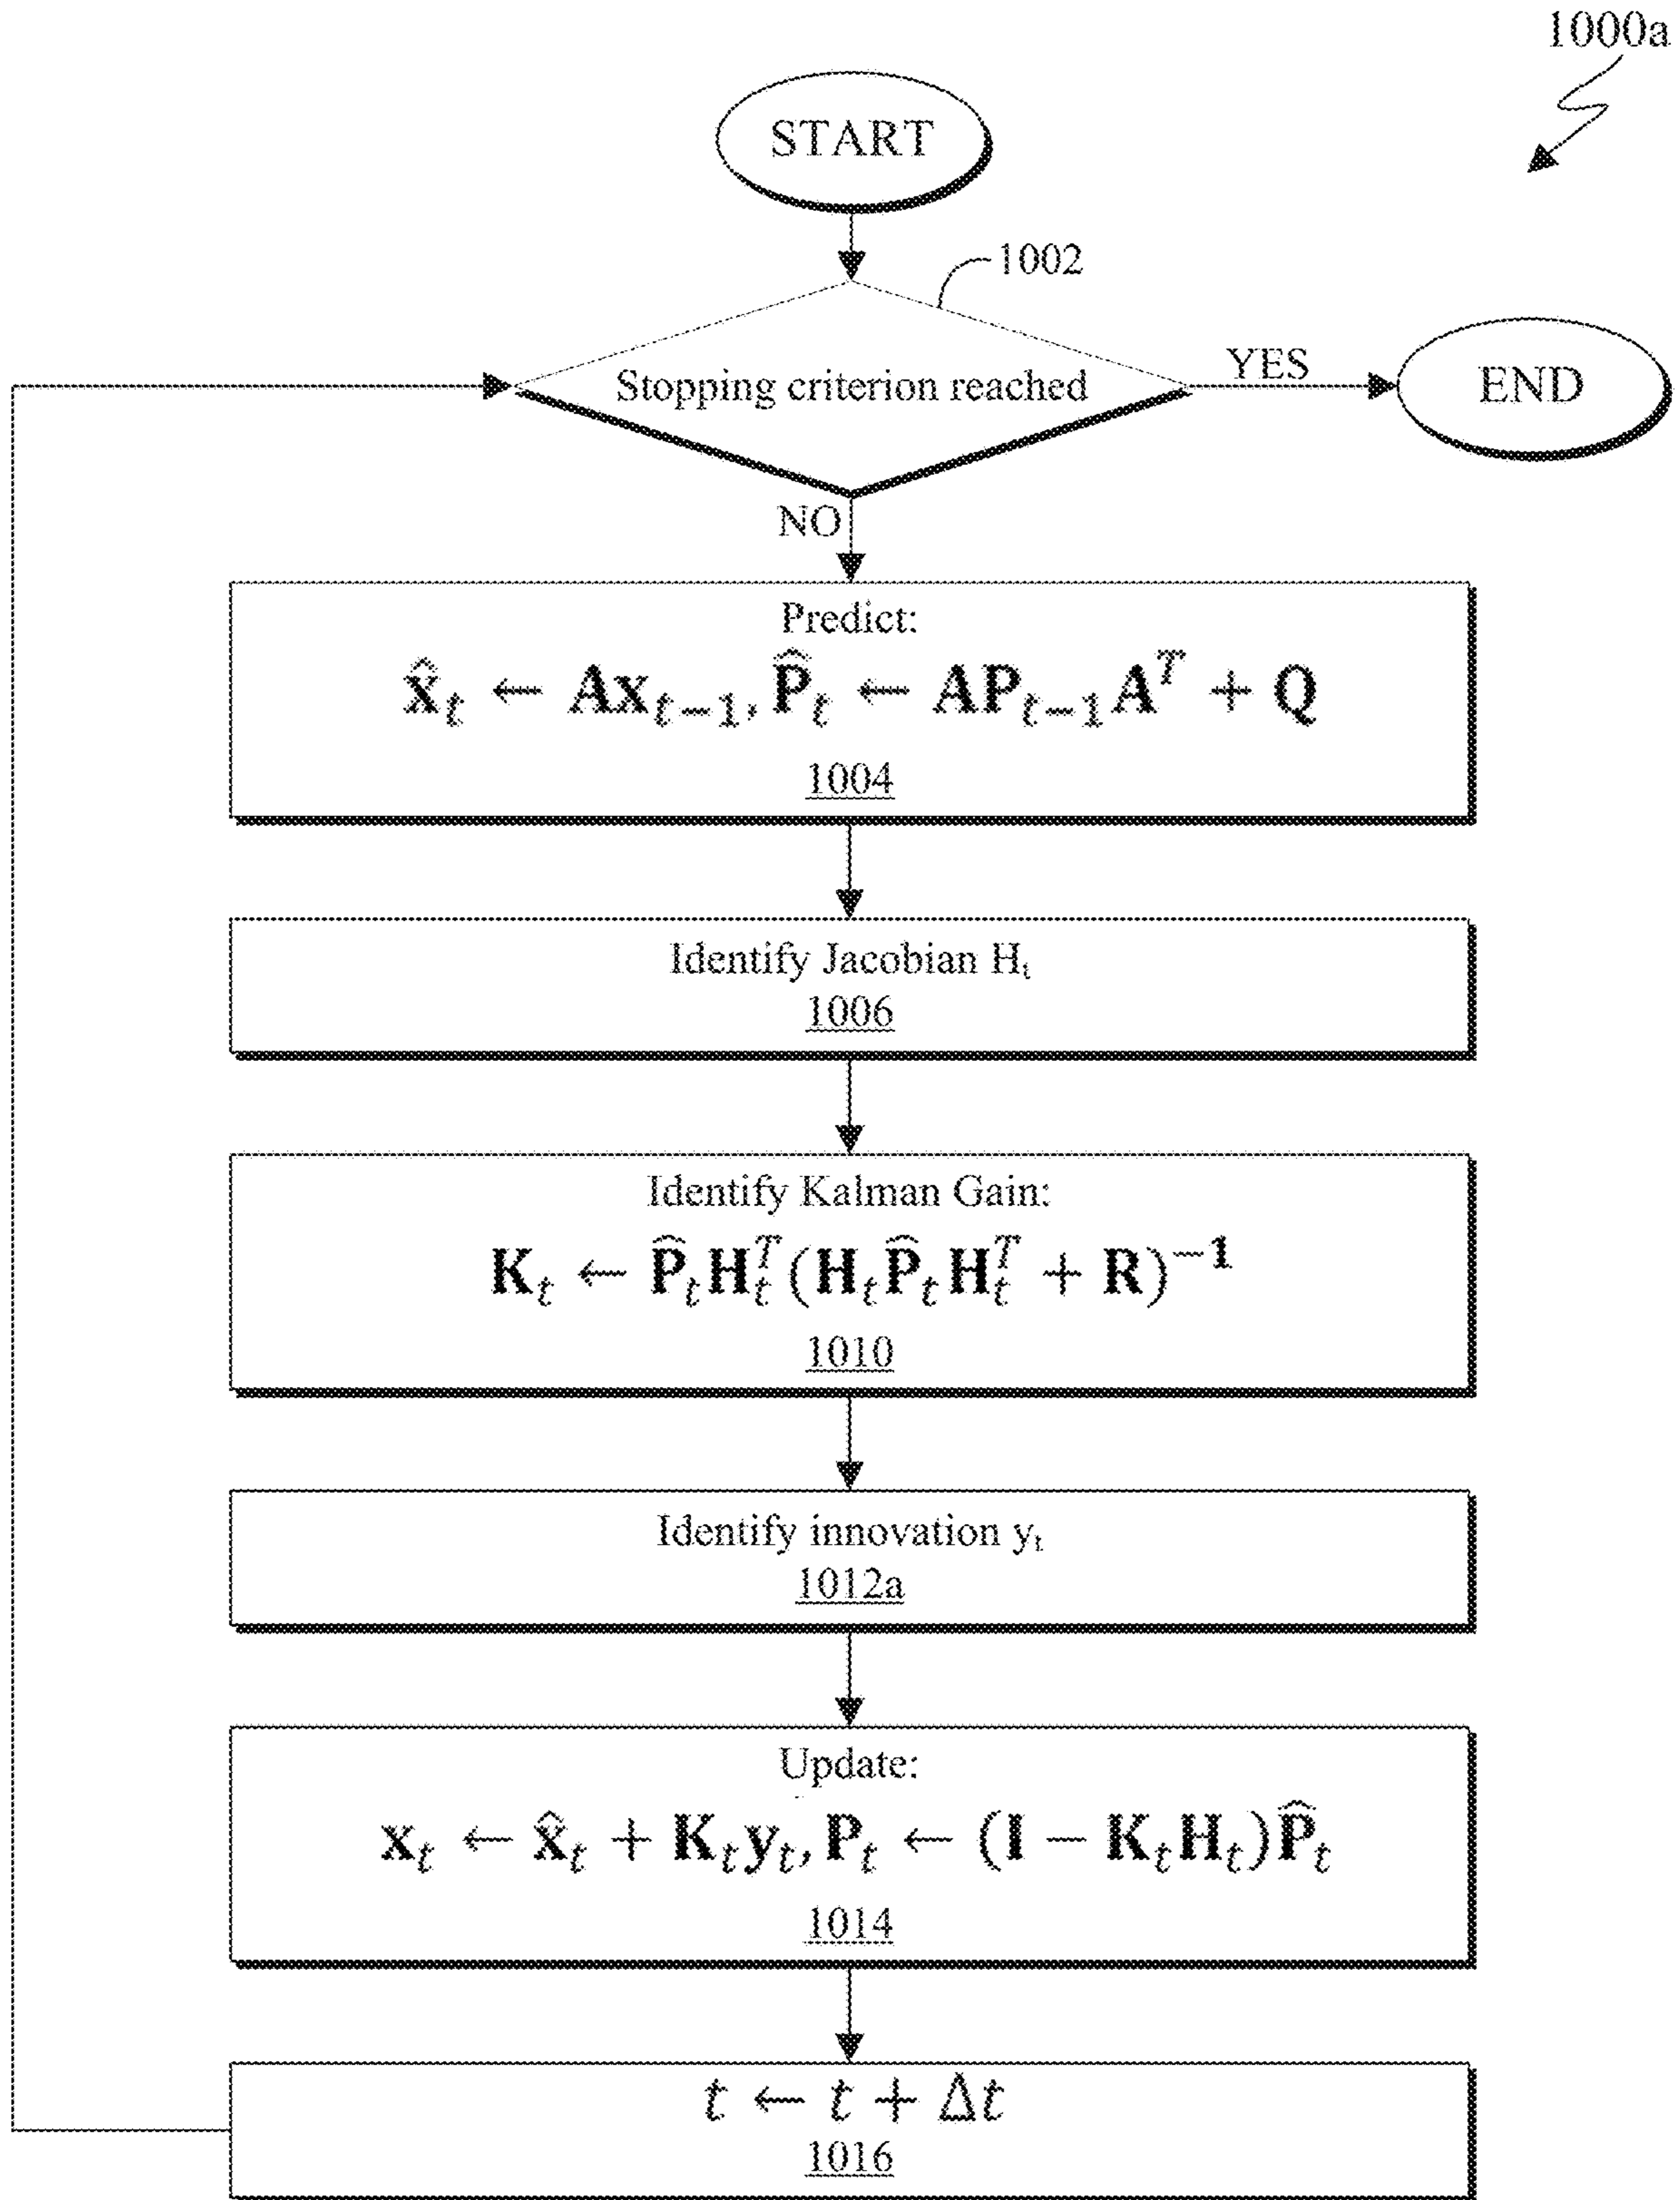 1000a
START
1002
Stopping criterion reached
YES
END
NO
Predict:
x̂ₜ ← Axₜ₋₁, P̂ₜ ← APₜ₋₁Aᵀ + Q
1004
Identify Jacobian Hₜ
1006
Identify Kalman Gain:
Kₜ ← P̂ₜHₜᵀ(HₜP̂ₜHₜᵀ + R)⁻¹
1010
Identify innovation yₜ
1012a
Update:
xₜ ← x̂ₜ + Kₜyₜ, Pₜ ← (I − KₜHₜ)P̂ₜ
1014
t ← t + Δt
1016